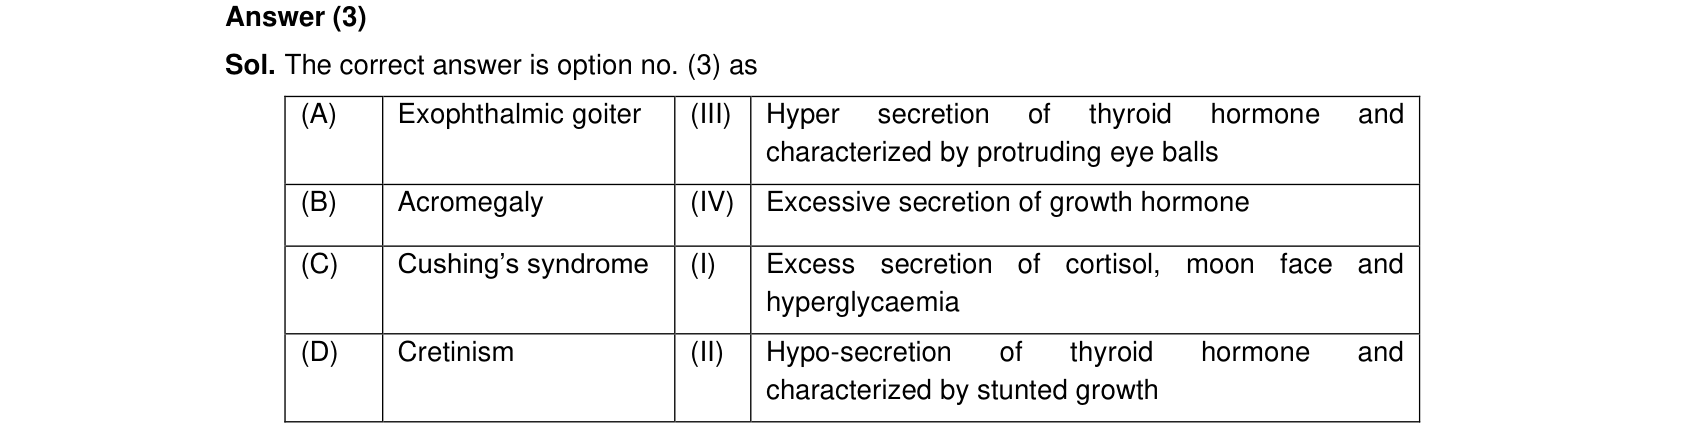 Answer (3)
Sol. The correct answer is option no. (3) as
(A) Exophthalmic goiter (III) Hyper secretion of thyroid hormone and
characterized by protruding eye balls
(B) Acromegaly (IV) Excessive secretion of growth hormone
(C) Cushing’s syndrome (I) Excess secretion of cortisol, moon face and
hyperglycaemia
(D) Cretinism (II) Hypo-secretion of thyroid hormone and
characterized by stunted growth